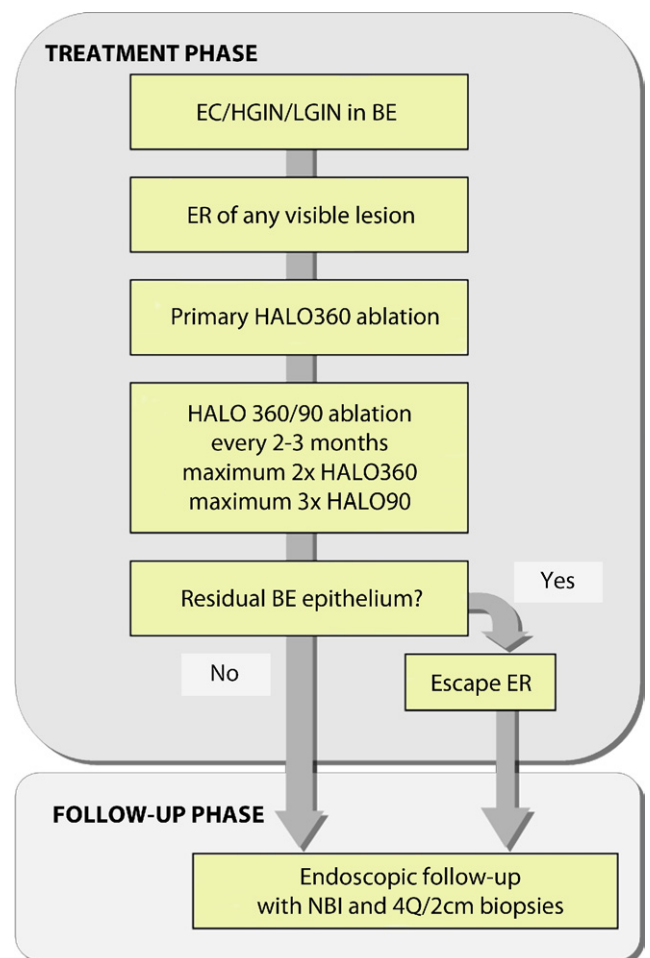 TREATMENT PHASE
EC/HGIN/LGIN in BE
ER of any visible lesion
Primary HALO360 ablation
HALO 360/90 ablation
every 2-3 months
maximum 2x HALO360
maximum 3x HALO90
Residual BE epithelium?
Yes
No
Escape ER
FOLLOW-UP PHASE
Endoscopic follow-up
with NBI and 4Q/2cm biopsies